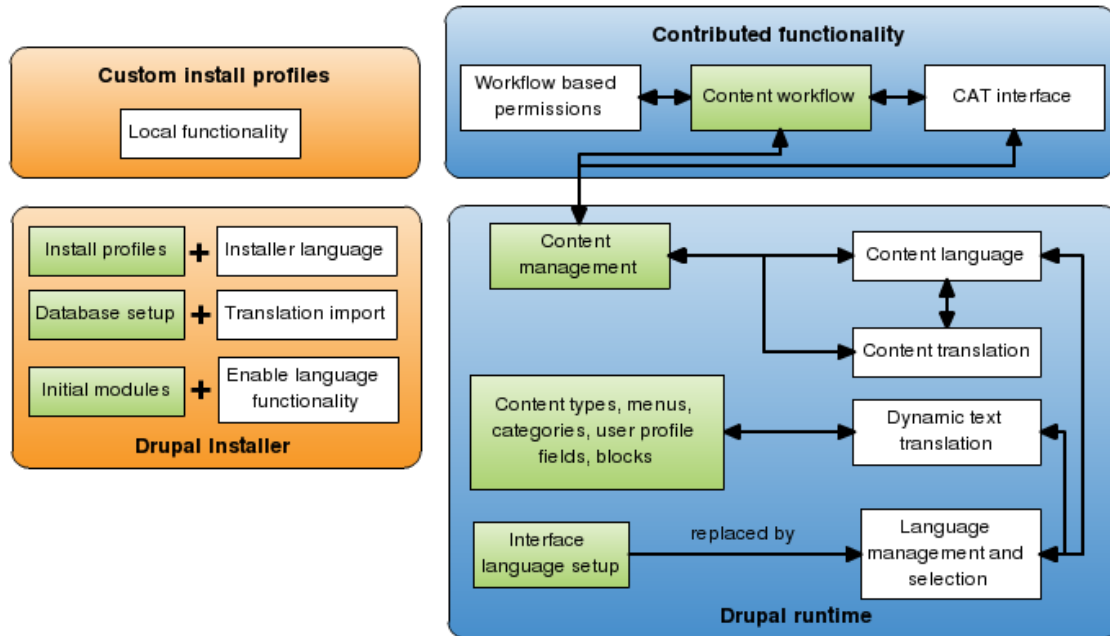 Custom install profiles
Local functionality
Contributed functionality
Workflow based
permissions
Content workflow
CAT interface
Install profiles
+
Installer language
Database setup
+
Translation import
Initial modules
+
Enable language
functionality
Drupal Installer
Content
management
Content language
Content translation
Content types, menus,
categories, user profile
fields, blocks
Dynamic text
translation
Interface
language setup
replaced by
Language
management and
selection
Drupal runtime